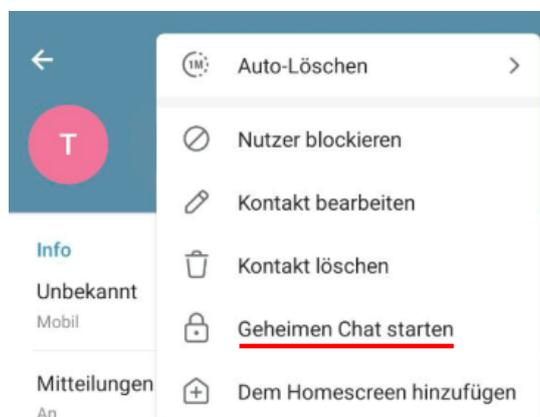 1M
Auto-Löschen
T
Nutzer blockieren
Kontakt bearbeiten
Info
Kontakt löschen
Unbekannt
Mobil
Geheimen Chat starten
Mitteilungen
Dem Homescreen hinzufügen
An